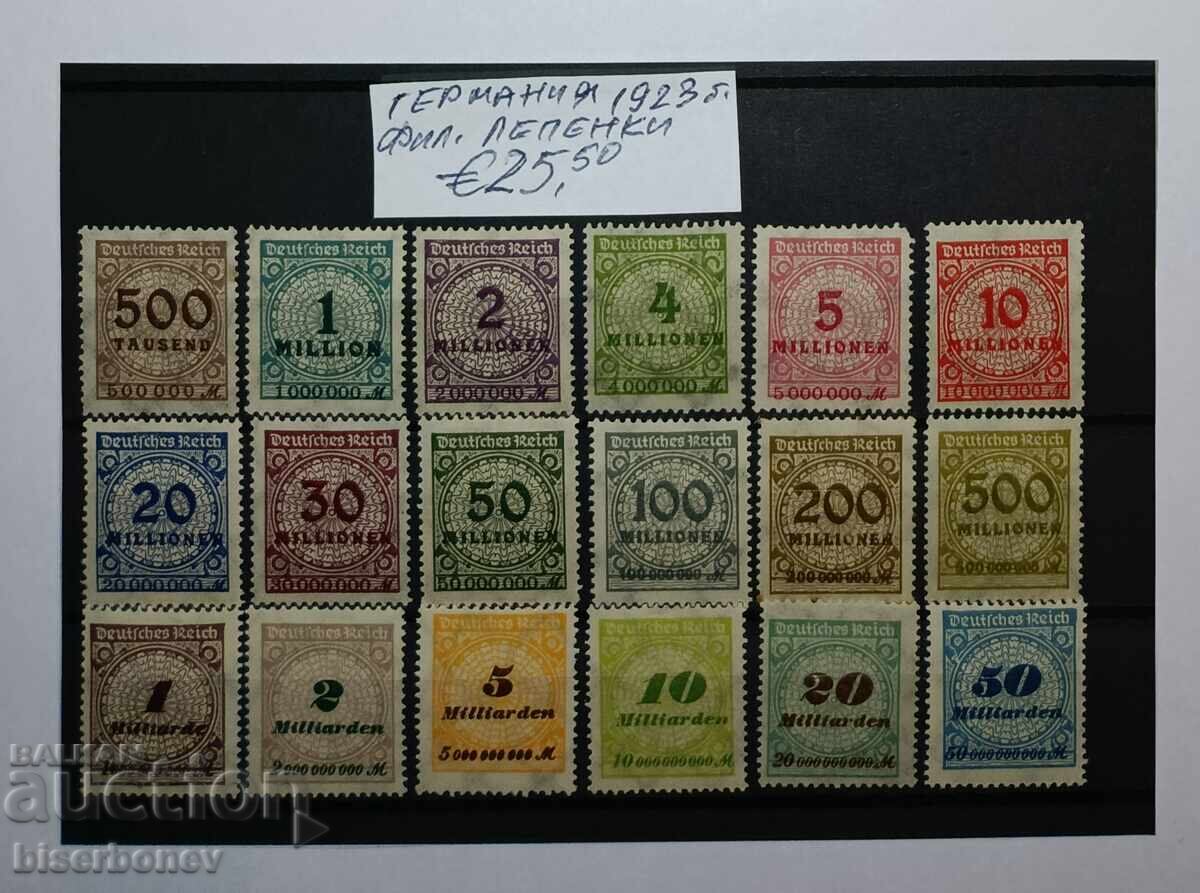 ГЕРМАНИЯ 1923 г.
ФИЛ. ЛЕПЕНКИ
€25,50
Deutsches Reich
500
TAUSEND
500 000 M
Deutsches Reich
1
MILLION
1 000 000 M
Deutsches Reich
2
MILLIONEN
2 000 000 M
Deutsches Reich
4
MILLIONEN
4 000 000 M
Deutsches Reich
5
MILLIONEN
5 000 000 M
Deutsches Reich
10
MILLIONEN
10 000 000 M
Deutsches Reich
20
MILLIONEN
20 000 000 M
Deutsches Reich
30
MILLIONEN
30 000 000 M
Deutsches Reich
50
MILLIONEN
50 000 000 M
Deutsches Reich
100
MILLIONEN
100 000 000 M
Deutsches Reich
200
MILLIONEN
200 000 000 M
Deutsches Reich
500
MILLIONEN
500 000 000 M
Deutsches Reich
1
Milliarde
Deutsches Reich
2
Milliarden
2 000 000 000 M
Deutsches Reich
5
Milliarden
5 000 000 000 M
Deutsches Reich
10
Milliarden
10 000 000 000 M
Deutsches Reich
20
Milliarden
20 000 000 000 M
Deutsches Reich
50
Milliarden
50 000 000 000 M
BALKAN
auction
biserbonev